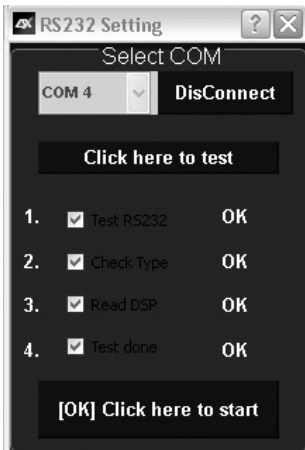 RS232 Setting
Select COM
COM 4 DisConnect
Click here to test
1. Test RS232 OK
2. Check Type OK
3. Read DSP OK
4. Test done OK
[OK] Click here to start